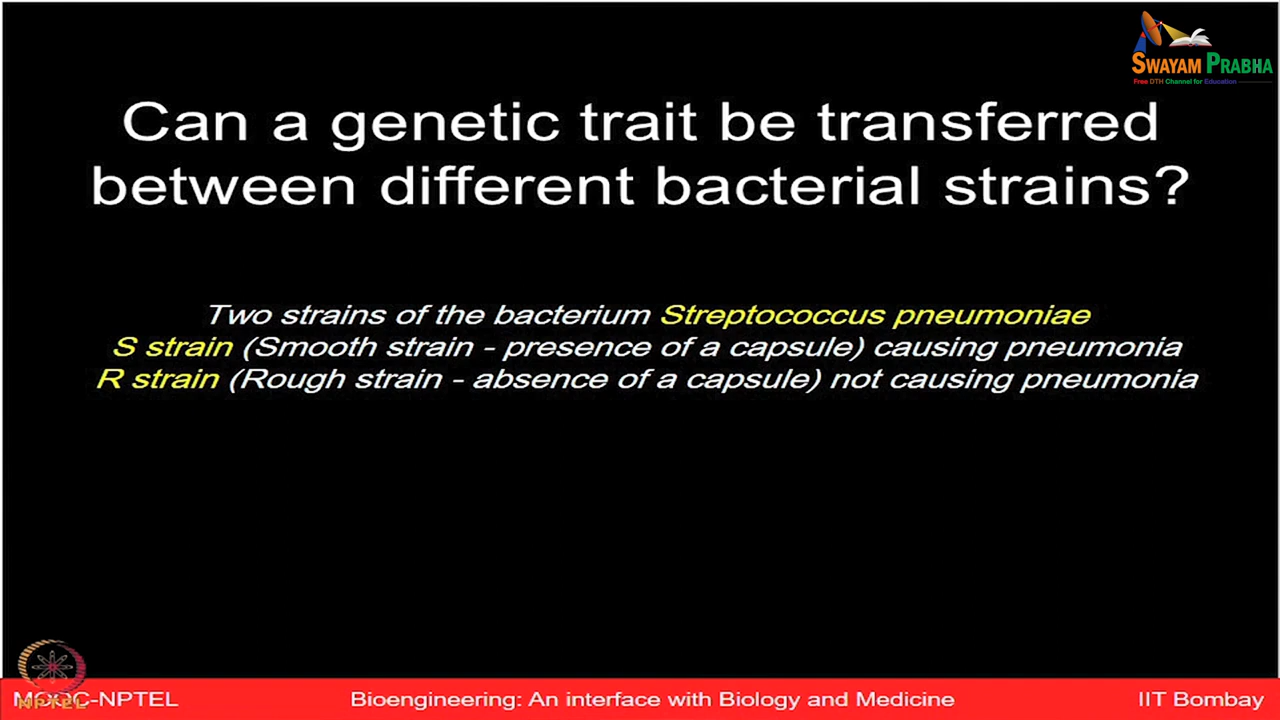 SWAYAM PRABHA
Free DTH Channel for Education
Can a genetic trait be transferred
between different bacterial strains?
Two strains of the bacterium Streptococcus pneumoniae
S strain (Smooth strain - presence of a capsule) causing pneumonia
R strain (Rough strain - absence of a capsule) not causing pneumonia
MOOC-NPTEL Bioengineering: An interface with Biology and Medicine IIT Bombay
NPTEL